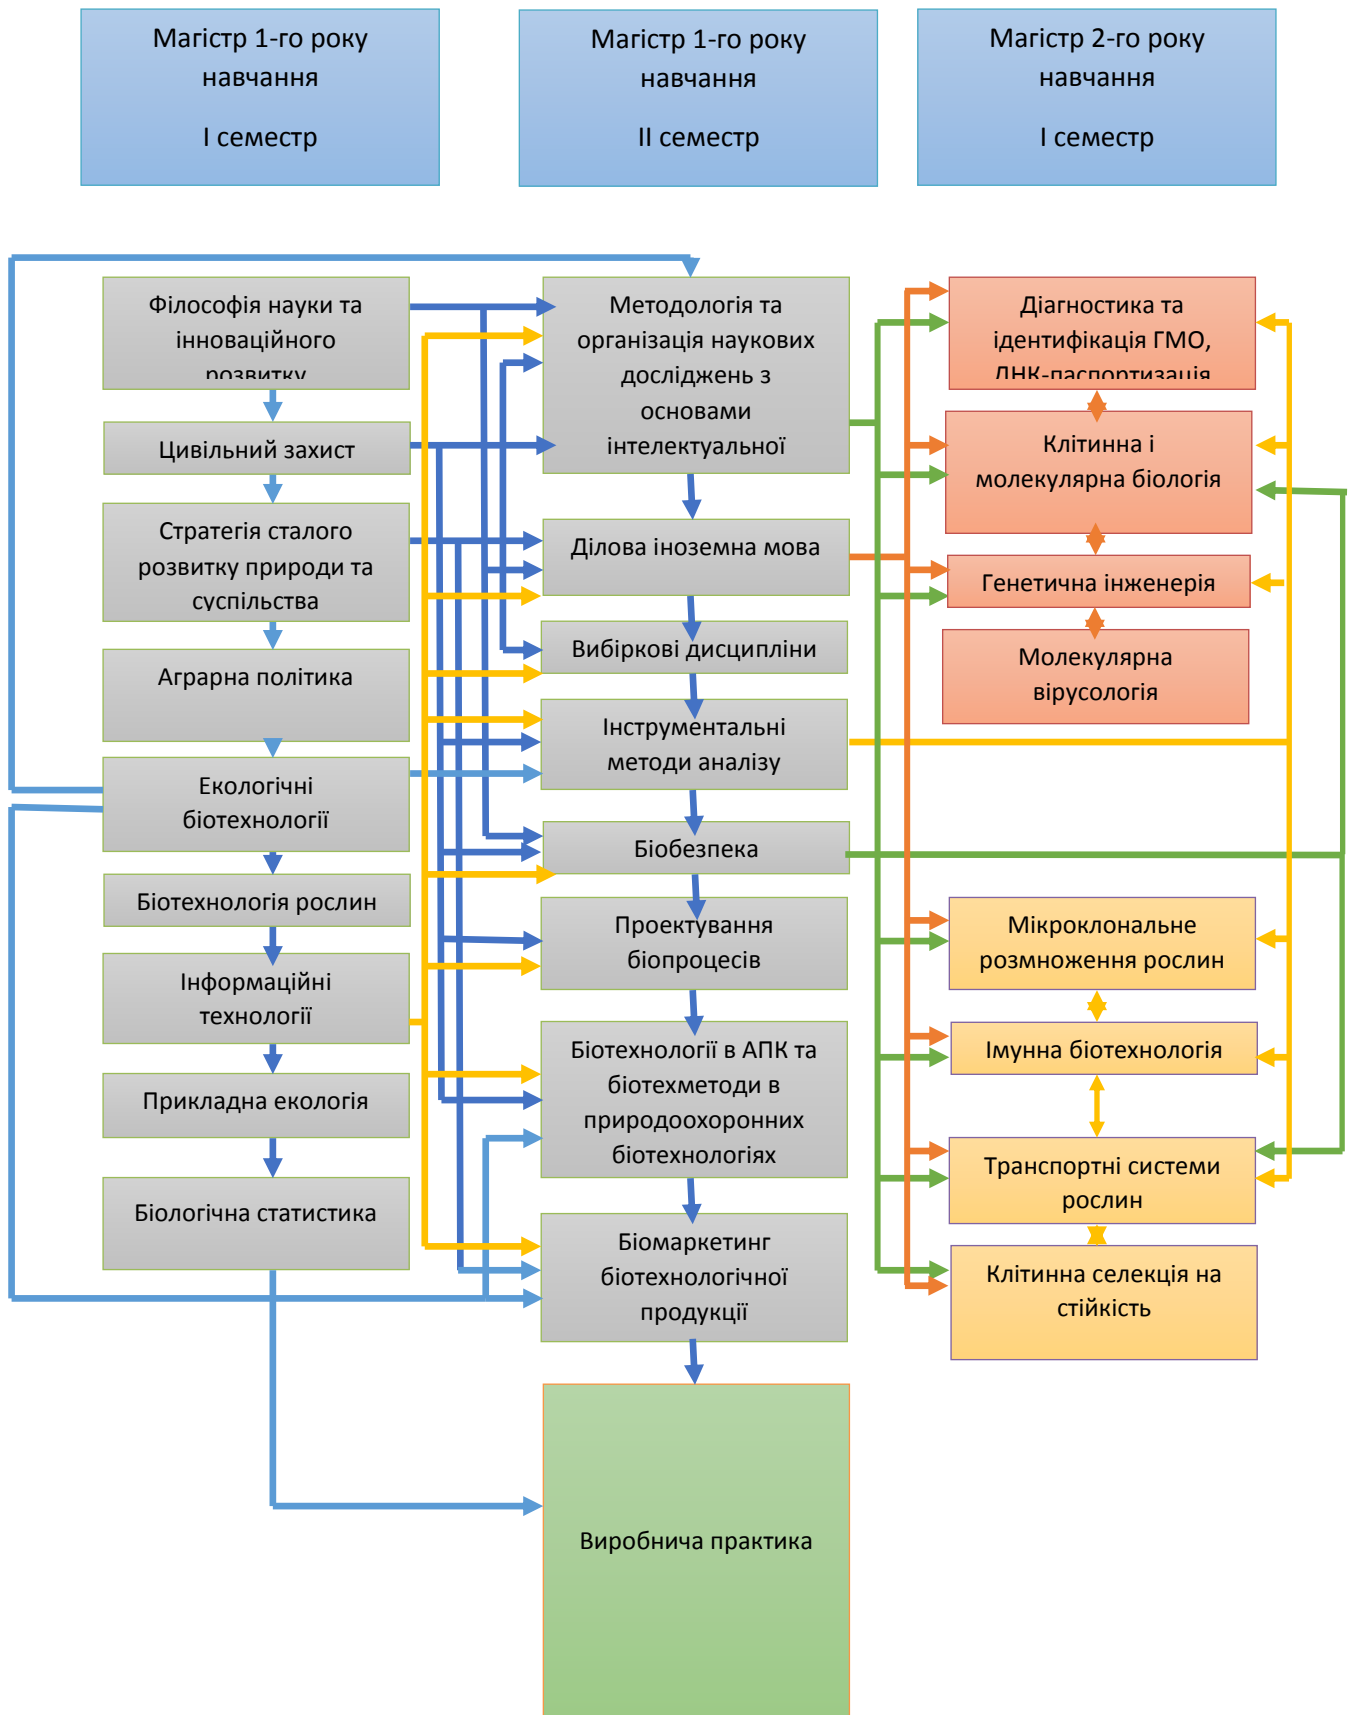 Магістр 1-го року
навчання
І семестр
Магістр 1-го року
навчання
ІІ семестр
Магістр 2-го року
навчання
І семестр
Філософія науки та
інноваційного
розвитку
Цивільний захист
Стратегія сталого
розвитку природи та
суспільства
Аграрна політика
Екологічні
біотехнології
Біотехнологія рослин
Інформаційні
технології
Прикладна екологія
Біологічна статистика
Методологія та
організація наукових
досліджень з
основами
інтелектуальної
Ділова іноземна мова
Вибіркові дисципліни
Інструментальні
методи аналізу
Біобезпека
Проектування
біопроцесів
Біотехнології в АПК та
біотехметоди в
природоохоронних
біотехнологіях
Біомаркетинг
біотехнологічної
продукції
Виробнича практика
Діагностика та
ідентифікація ГМО,
ДНК-паспортизація
Клітинна і
молекулярна біологія
Генетична інженерія
Молекулярна
вірусологія
Мікроклональне
розмноження рослин
Імунна біотехнологія
Транспортні системи
рослин
Клітинна селекція на
стійкість